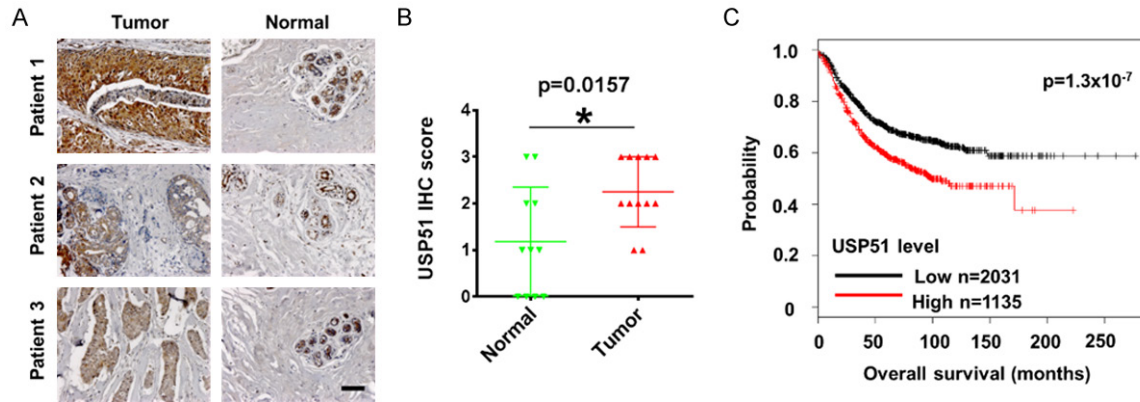 A
Tumor
Normal
Patient 1
Patient 2
Patient 3
B
p=0.0157
*
USP51 IHC score
4
3
2
1
0
Normal
Tumor
C
p=1.3x10-7
Probability
1.0
0.8
0.6
0.4
0.2
0
USP51 level
Low n=2031
High n=1135
0 50 100 150 200 250
Overall survival (months)